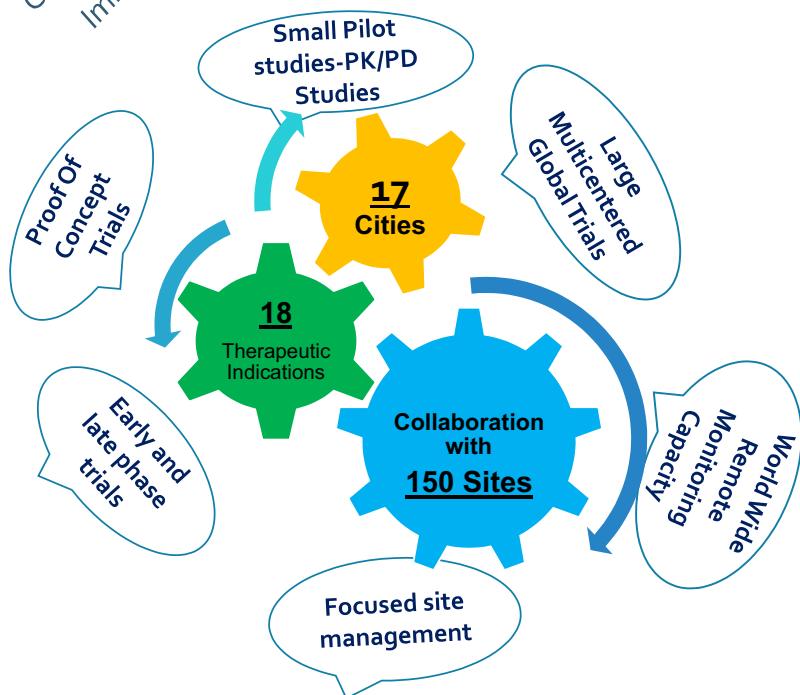 Small Pilot
studies-PK/PD
Studies
Proof Of
Concept
Trials
17
Cities
Large
Multicentered
Global Trials
18
Therapeutic
Indications
Early and
late phase
trials
Collaboration
with
150 Sites
World Wide
Remote
Monitoring
Capacity
Focused site
management